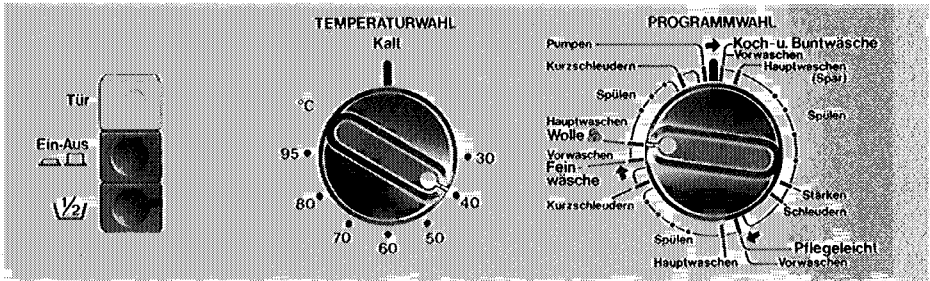 TEMPERATURWAHL
Kalt
°C
30
40
50
60
70
80
95
Tür
Ein-Aus
1/2
PROGRAMMWAHL
Koch-u. Buntwäsche
Vorwaschen
Hauptwaschen
(Spar)
Spülen
Stärken
Schleudern
Pflegeleicht
Vorwaschen
Hauptwaschen
Spülen
Kurzschleudern
Fein-
wäsche
Vorwaschen
Wolle
Hauptwaschen
Spülen
Kurzschleudern
Pumpen